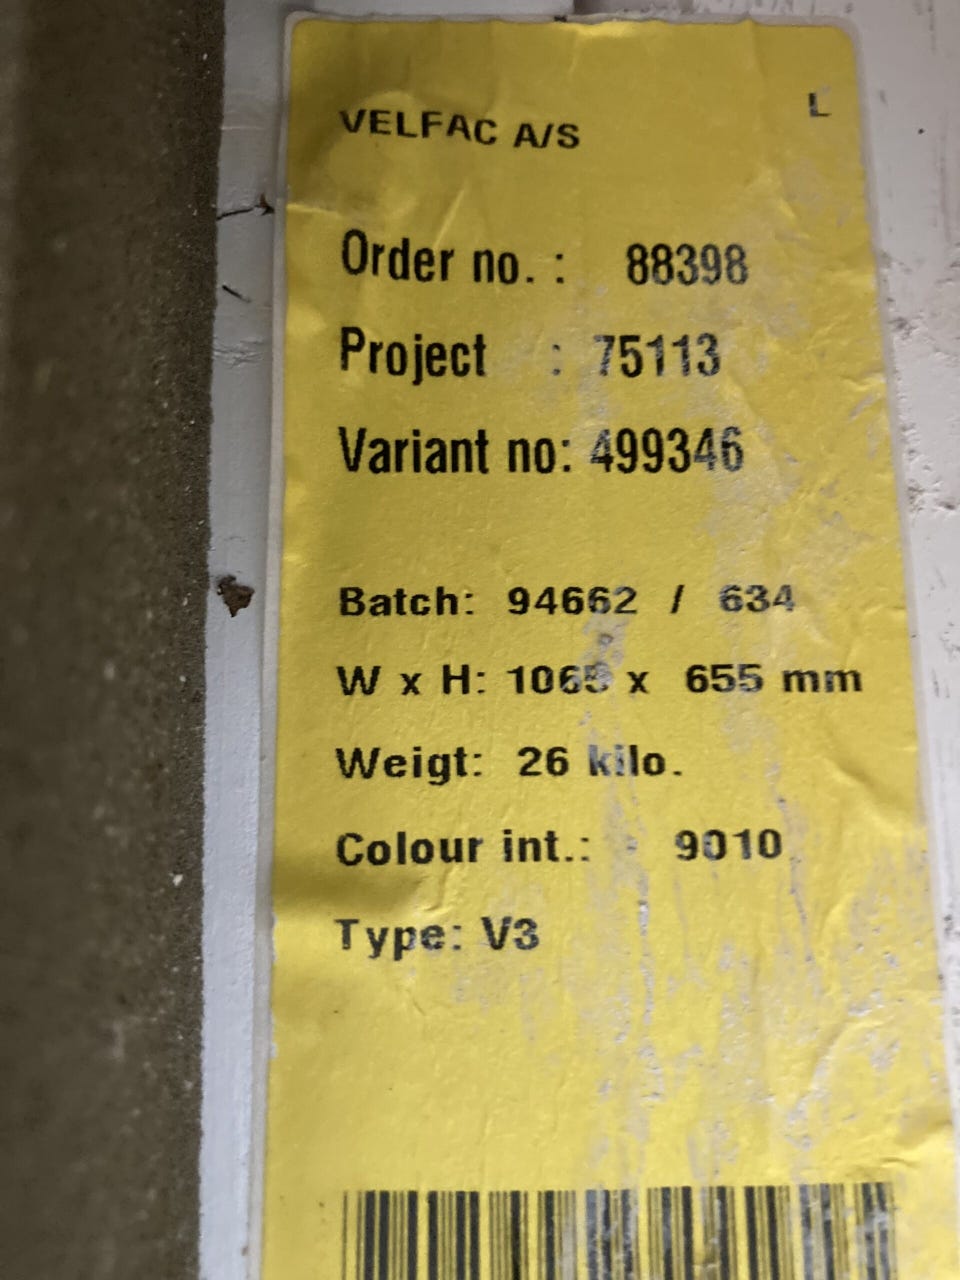 VELFAC A/S L
Order no. : 88398
Project : 75113
Variant no: 499346
Batch: 94662 / 634
W x H: 1065 x 655 mm
Weigt: 26 kilo.
Colour int.: 9010
Type: V3